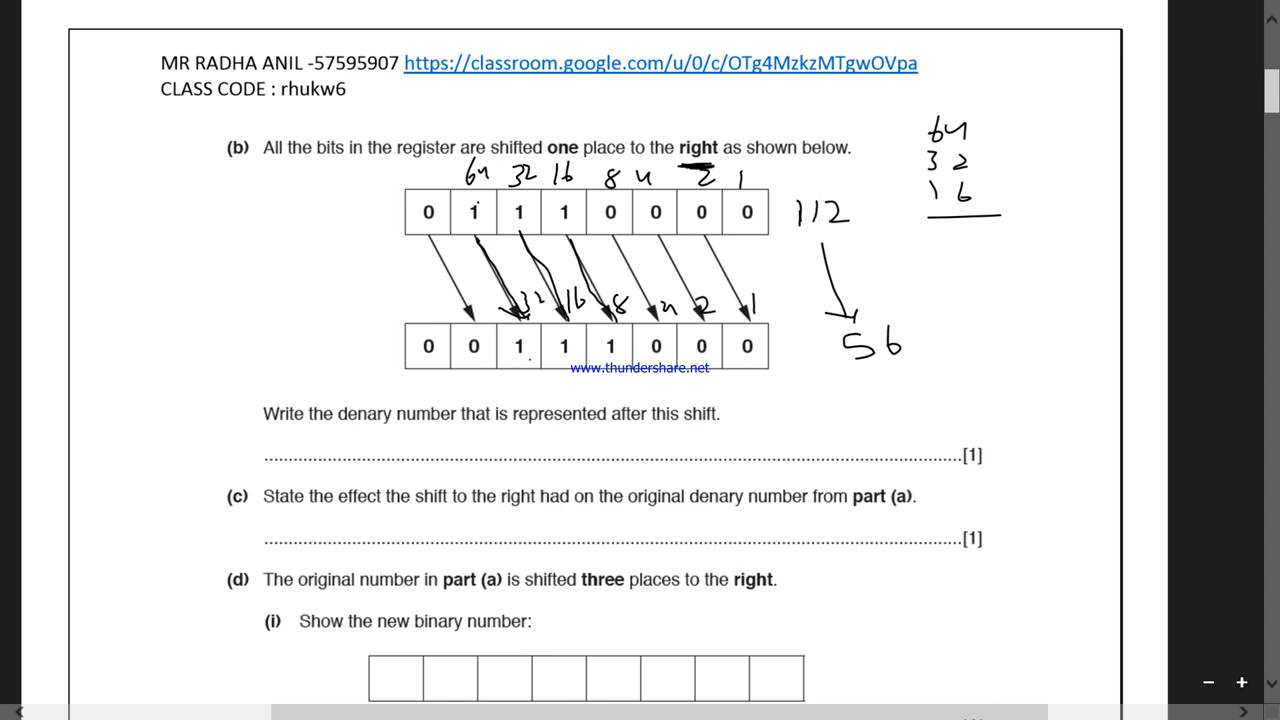 MR RADHA ANIL -57595907 https://classroom.google.com/u/0/c/OTg4MzkzMTgwOVpa
CLASS CODE : rhukw6
64
32
16
(b) All the bits in the register are shifted one place to the right as shown below.
64 32 16 8 4 2 1
0 1 1 1 0 0 0 0 112
32 16 8 4 2 1
0 0 1 1 1 0 0 0 56
www.thundershare.net
Write the denary number that is represented after this shift.
..........................................................................................................................................................[1]
(c) State the effect the shift to the right had on the original denary number from part (a).
..........................................................................................................................................................[1]
(d) The original number in part (a) is shifted three places to the right.
(i) Show the new binary number: